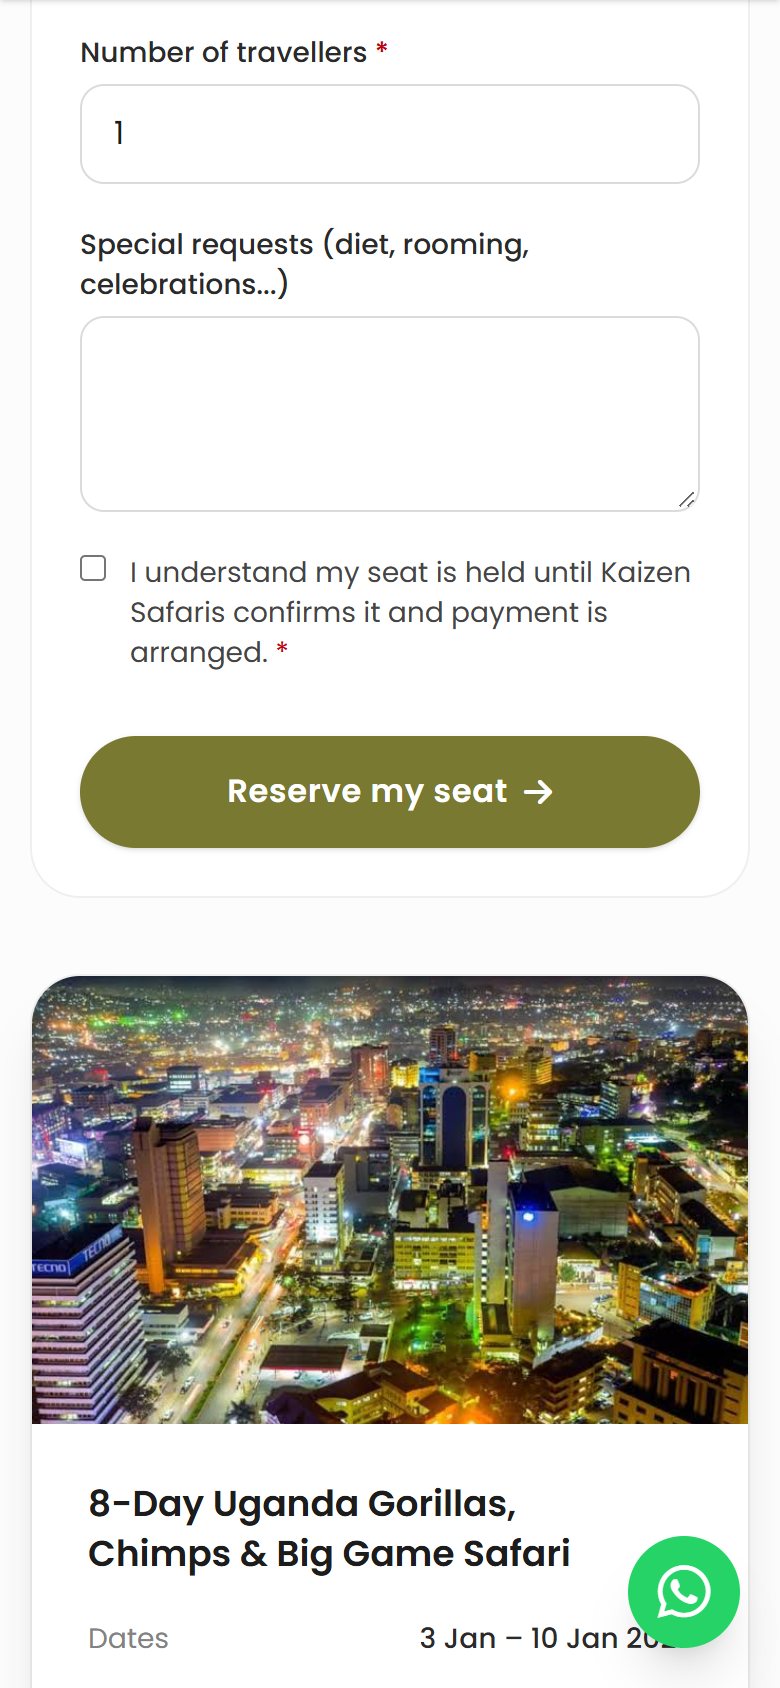 Number of travellers *
1
Special requests (diet, rooming,
celebrations...)
I understand my seat is held until Kaizen
Safaris confirms it and payment is
arranged. *
Reserve my seat →
TECNO
TECNO
8-Day Uganda Gorillas,
Chimps & Big Game Safari
Dates
3 Jan – 10 Jan